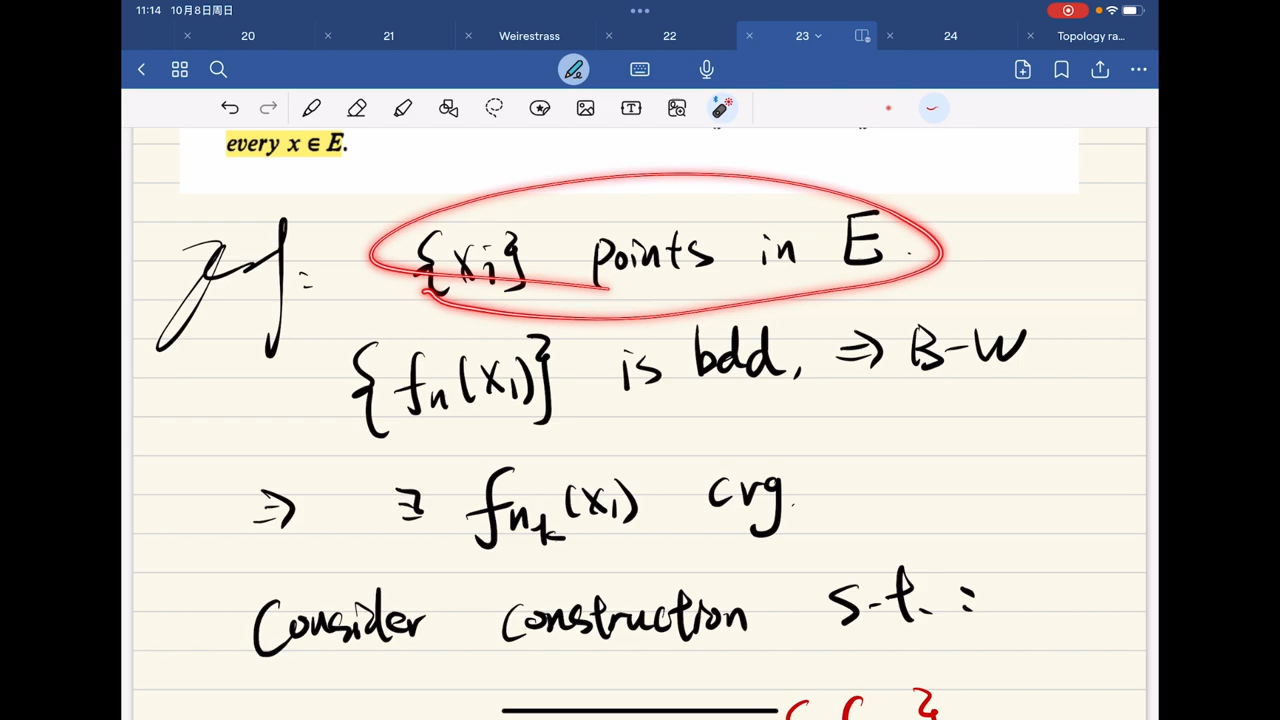 11:14 10月8日周日
20 21 Weirestrass 22 23 24 Topology ra...
every x ∈ E.
pf: {xi} points in E.
{fn(x1)} is bdd, ⇒ B-W
⇒ ∃ fnk(x1) cvg.
Consider construction s.t. :